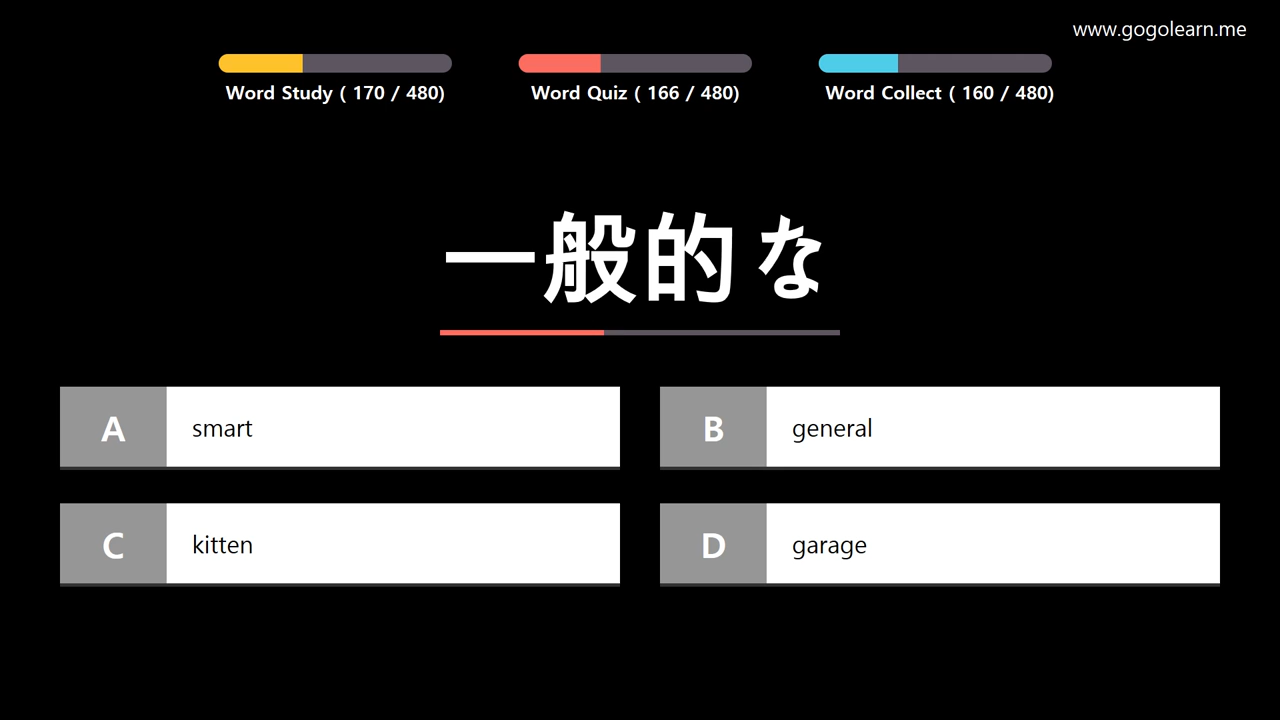 www.gogolearn.me
Word Study ( 170 / 480)
Word Quiz ( 166 / 480)
Word Collect ( 160 / 480)
一般的な
A smart
B general
C kitten
D garage